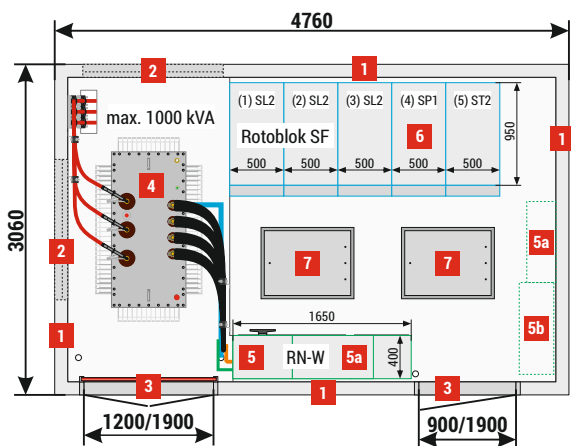 4760
2
1
(1) SL2 (2) SL2 (3) SL2 (4) SP1 (5) ST2
max. 1000 kVA
Rotoblok SF
6
1
950
500 500 500 500 500
4
3060
5a
2
7
7
1650
5b
1
5
RN-W
5a
400
3
1
3
1200/1900
900/1900